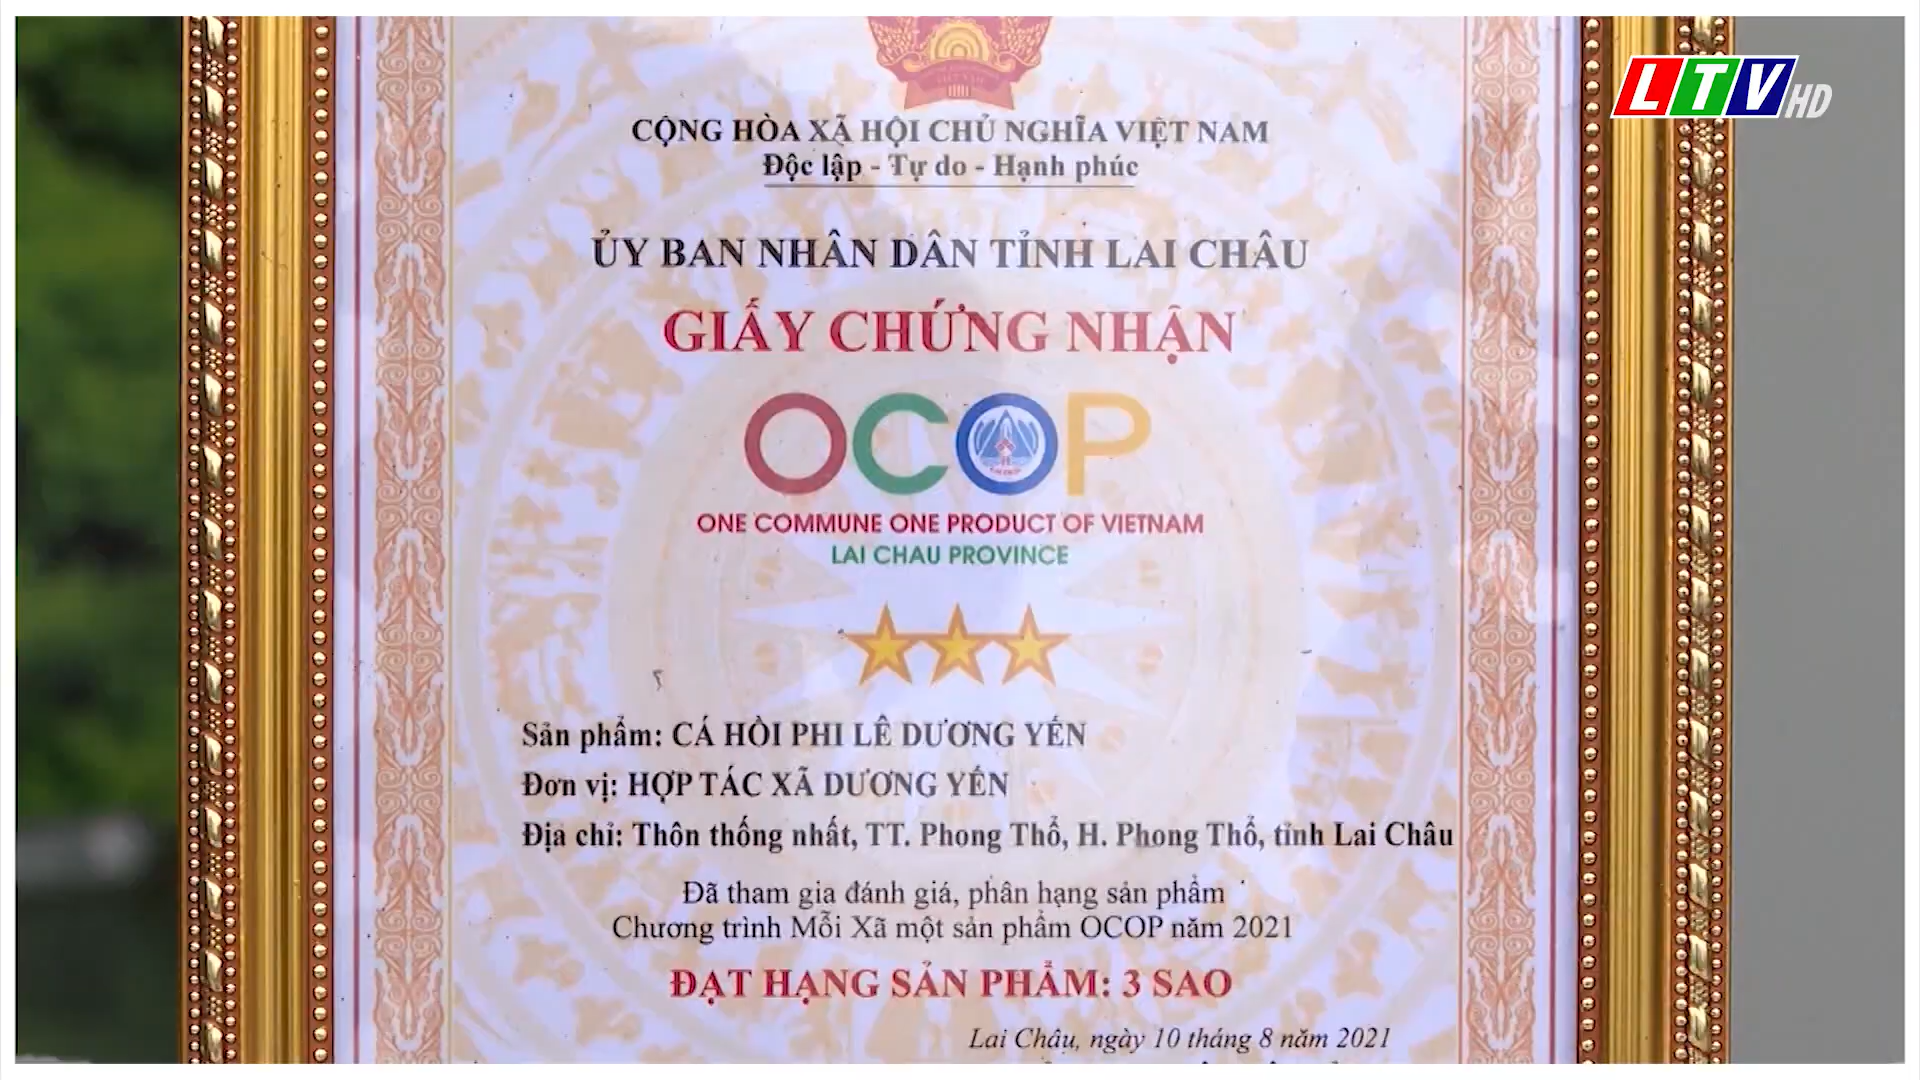 LTV HD
CỘNG HÒA XÃ HỘI CHỦ NGHĨA VIỆT NAM
Độc lập - Tự do - Hạnh phúc
ỦY BAN NHÂN DÂN TỈNH LAI CHÂU
GIẤY CHỨNG NHẬN
OCOP
ONE COMMUNE ONE PRODUCT OF VIETNAM
LAI CHAU PROVINCE
Sản phẩm: CÁ HỒI PHI LÊ DƯƠNG YẾN
Đơn vị: HỢP TÁC XÃ DƯƠNG YẾN
Địa chỉ: Thôn thống nhất, TT. Phong Thổ, H. Phong Thổ, tỉnh Lai Châu
Đã tham gia đánh giá, phân hạng sản phẩm
Chương trình Mỗi Xã một sản phẩm OCOP năm 2021
ĐẠT HẠNG SẢN PHẨM: 3 SAO
Lai Châu, ngày 10 tháng 8 năm 2021